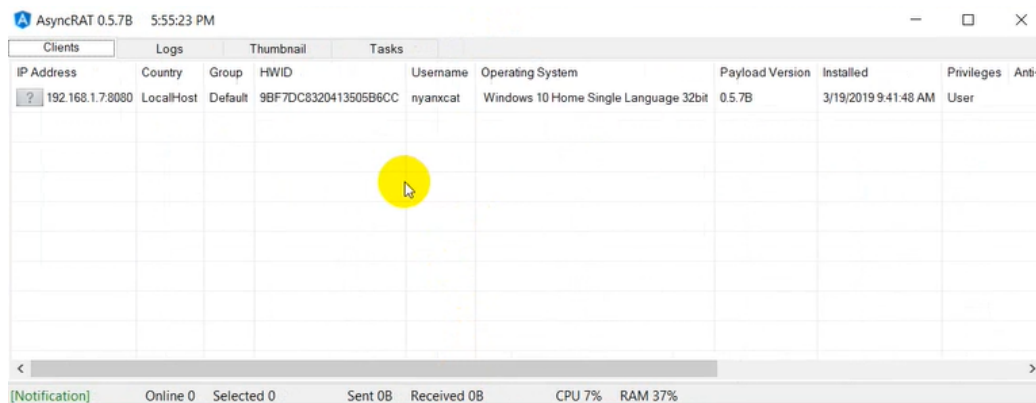 AsyncRAT 0.5.7B 5:55:23 PM
Clients Logs Thumbnail Tasks
IP Address Country Group HWID Username Operating System Payload Version Installed Privileges Anti
? 192.168.1.7:8080 LocalHost Default 9BF7DC8320413505B6CC nyanxcat Windows 10 Home Single Language 32bit 0.5.7B 3/19/2019 9:41:48 AM User
[Notification] Online 0 Selected 0 Sent 0B Received 0B CPU 7% RAM 37%